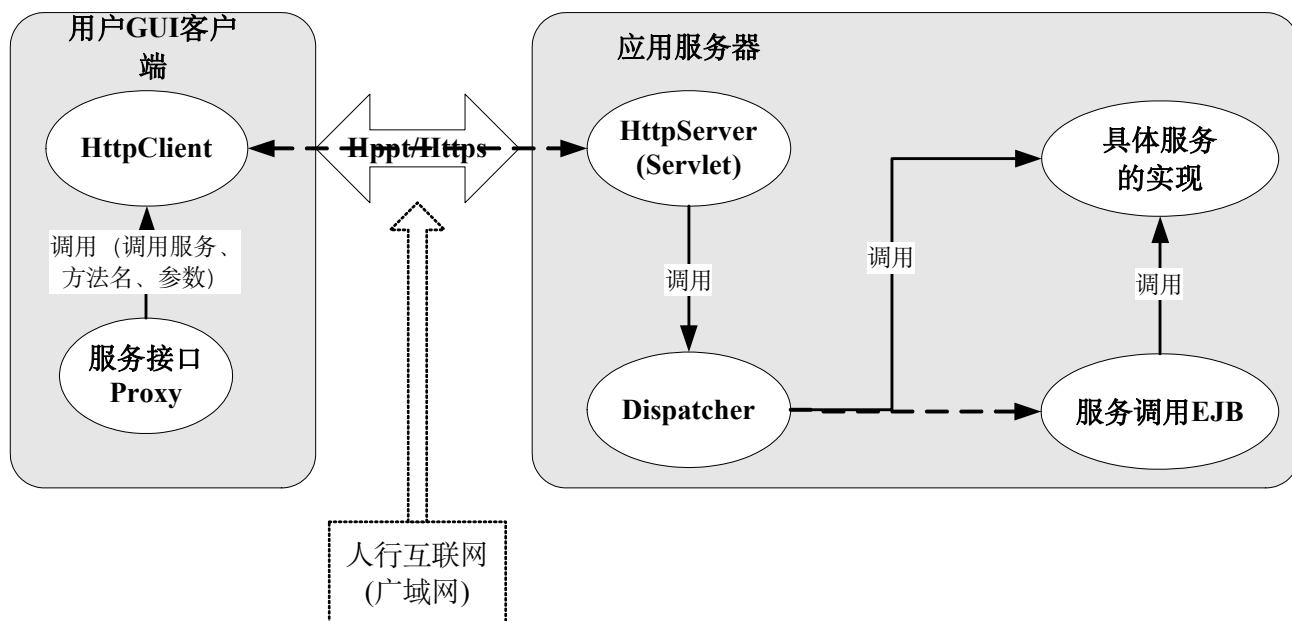 用户GUI客户
端
HttpClient
调用（调用服务、
方法名、参数）
服务接口
Proxy
Hppt/Https
人行互联网
(广域网)
应用服务器
HttpServer
(Servlet)
调用
Dispatcher
调用
具体服务
的实现
调用
服务调用EJB